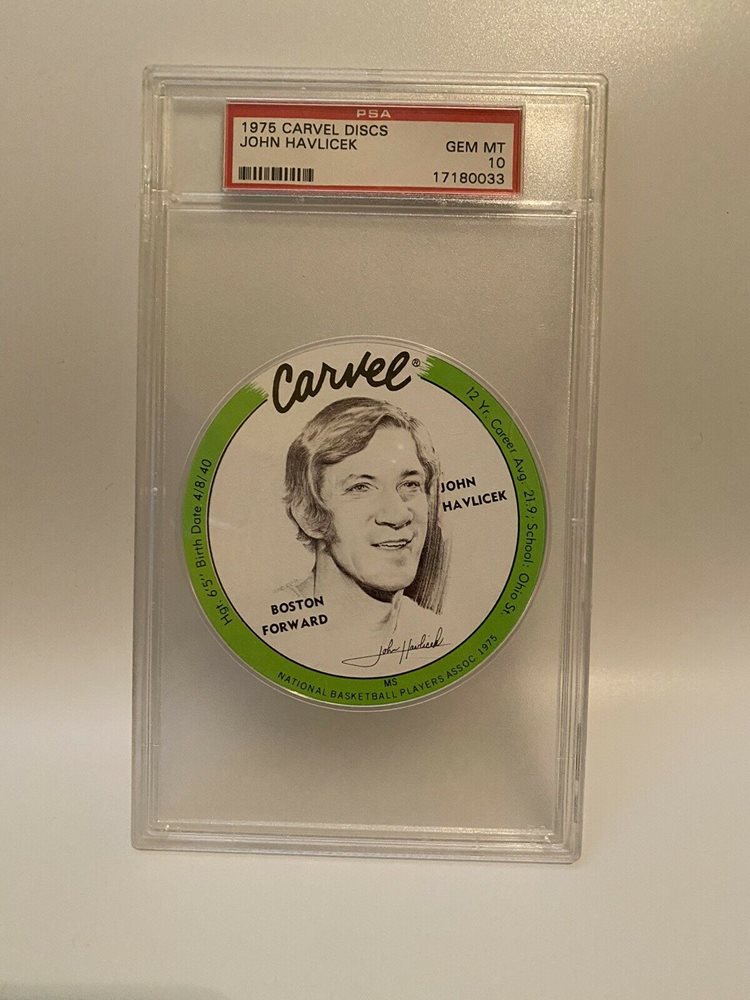 PSA
1975 CARVEL DISCS
JOHN HAVLICEK
GEM MT
10
17180033
Carvel®
12 Yr. Career Avg. 21.9; School: Ohio St.
Hgt. 6'5'' Birth Date 4/8/40
JOHN
HAVLICEK
BOSTON
FORWARD
John Havlicek
MS
NATIONAL BASKETBALL PLAYERS ASSOC. 1975